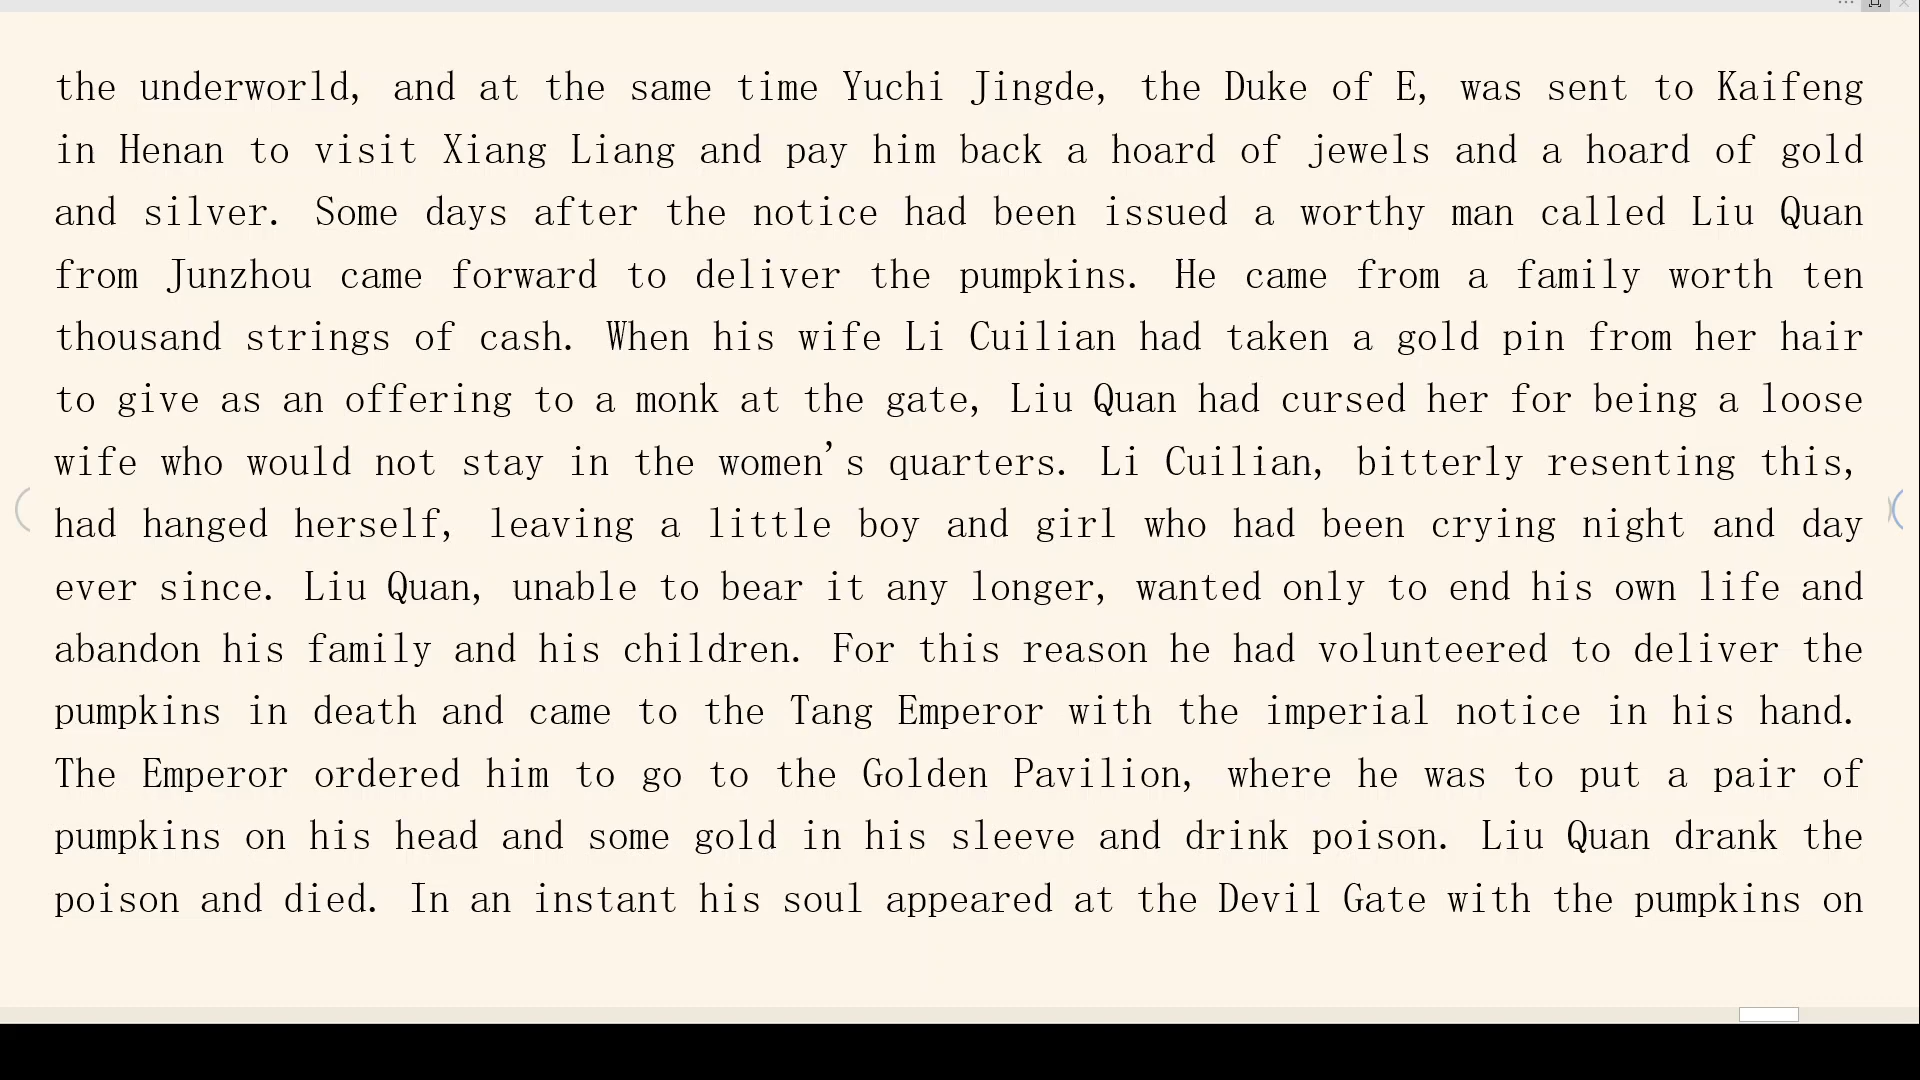 the underworld, and at the same time Yuchi Jingde, the Duke of E, was sent to Kaifeng
in Henan to visit Xiang Liang and pay him back a hoard of jewels and a hoard of gold
and silver. Some days after the notice had been issued a worthy man called Liu Quan
from Junzhou came forward to deliver the pumpkins. He came from a family worth ten
thousand strings of cash. When his wife Li Cuilian had taken a gold pin from her hair
to give as an offering to a monk at the gate, Liu Quan had cursed her for being a loose
wife who would not stay in the women's quarters. Li Cuilian, bitterly resenting this,
had hanged herself, leaving a little boy and girl who had been crying night and day
ever since. Liu Quan, unable to bear it any longer, wanted only to end his own life and
abandon his family and his children. For this reason he had volunteered to deliver the
pumpkins in death and came to the Tang Emperor with the imperial notice in his hand.
The Emperor ordered him to go to the Golden Pavilion, where he was to put a pair of
pumpkins on his head and some gold in his sleeve and drink poison. Liu Quan drank the
poison and died. In an instant his soul appeared at the Devil Gate with the pumpkins on